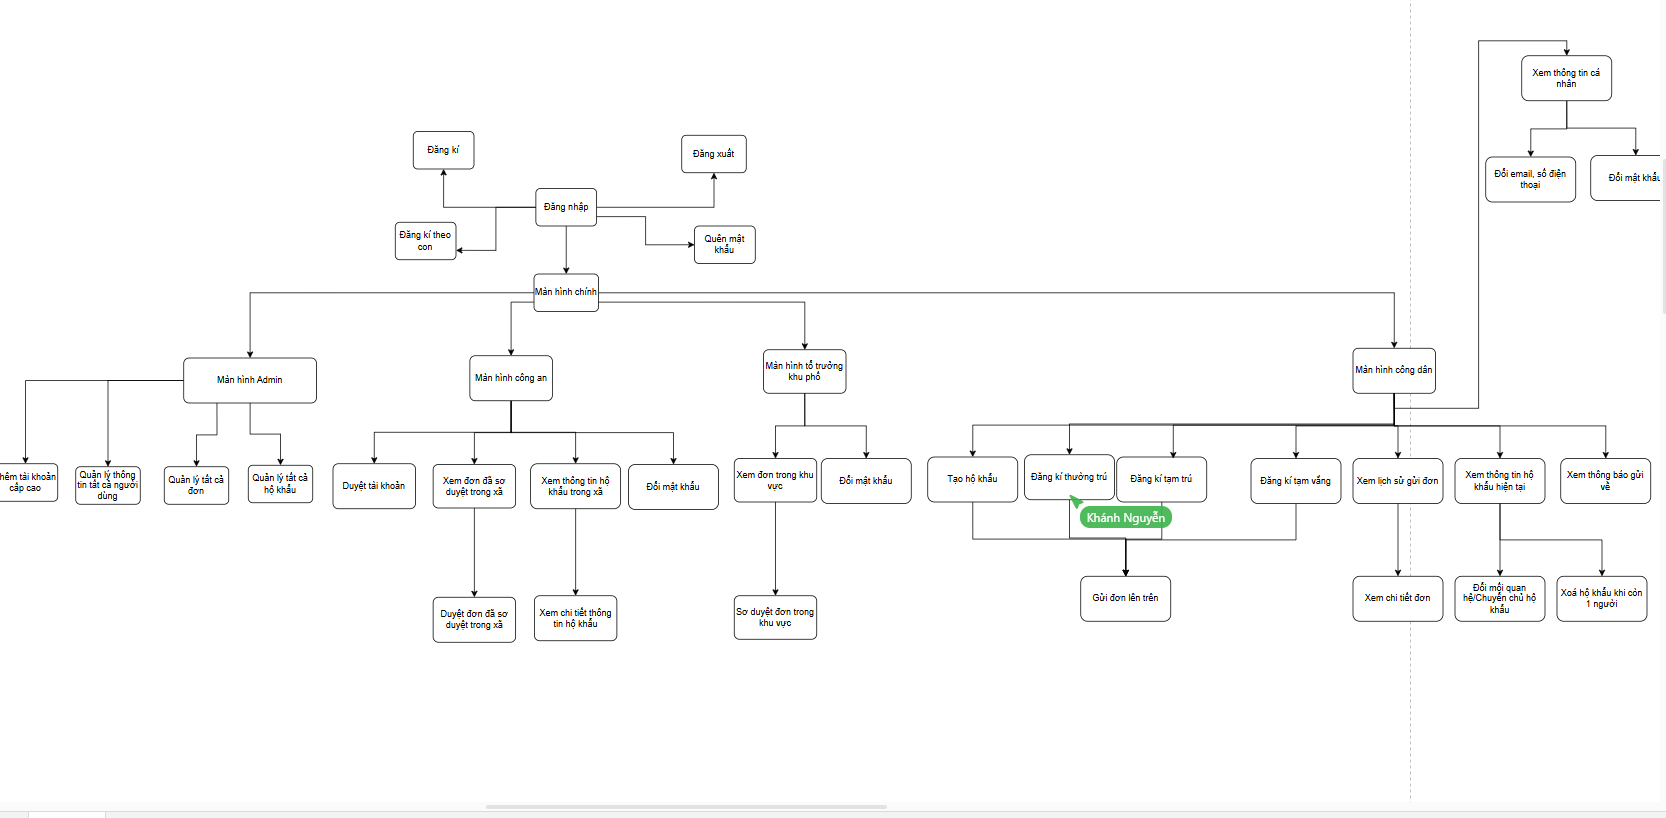 Xem thông tin cá
nhân
Đăng kí
Đăng xuất
Đổi email, số điện
thoại
Đổi mật khẩu
Đăng nhập
Đăng kí theo
con
Quên mật
khẩu
Màn hình chính
Màn hình Admin
Màn hình công an
Màn hình tổ trưởng
khu phố
Màn hình công dân
hêm tài khoản
cấp cao
Quản lý thông
tin tất cả người
dùng
Quản lý tất cả
đơn
Quản lý tất cả
hộ khẩu
Duyệt tài khoản
Xem đơn đã sơ
duyệt trong xã
Xem thông tin hộ
khẩu trong xã
Đổi mật khẩu
Xem đơn trong khu
vực
Đổi mật khẩu
Tạo hộ khẩu
Đăng kí thường trú
Đăng kí tạm trú
Đăng kí tạm vắng
Xem lịch sử gửi đơn
Xem thông tin hộ
khẩu hiện tại
Xem thông báo gửi
về
Khánh Nguyễn
Duyệt đơn đã sơ
duyệt trong xã
Xem chi tiết thông
tin hộ khẩu
Sơ duyệt đơn trong
khu vực
Gửi đơn lên trên
Xem chi tiết đơn
Đổi mối quan
hệ/Chuyển chủ hộ
khẩu
Xoá hộ khẩu khi còn
1 người